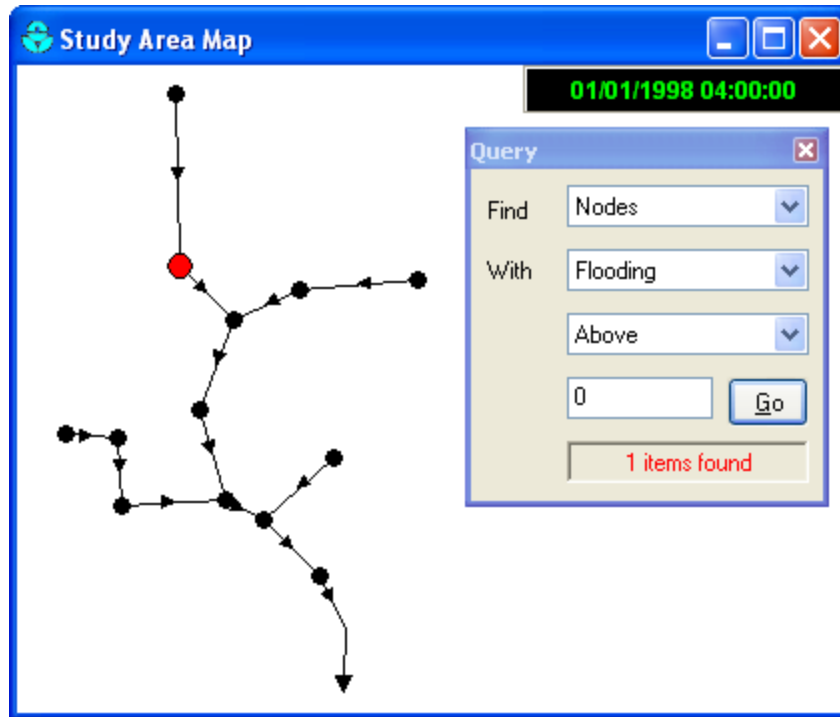 Study Area Map
01/01/1998 04:00:00
Query
Find Nodes
With Flooding
Above
0 Go
1 items found